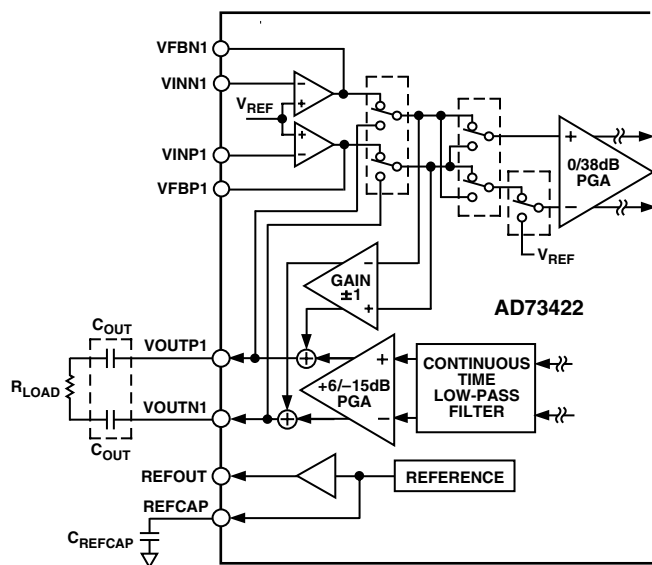 VFBN1
VINN1
VREF
VINP1
VFBP1
−
+
+
−
+
−
0/38dB
PGA
VREF
GAIN
±1
−
+
AD73422
COUT
VOUTP1
RLOAD
VOUTN1
COUT
+6/−15dB
PGA
+
−
CONTINUOUS
TIME
LOW-PASS
FILTER
REFOUT
REFERENCE
REFCAP
CREFCAP